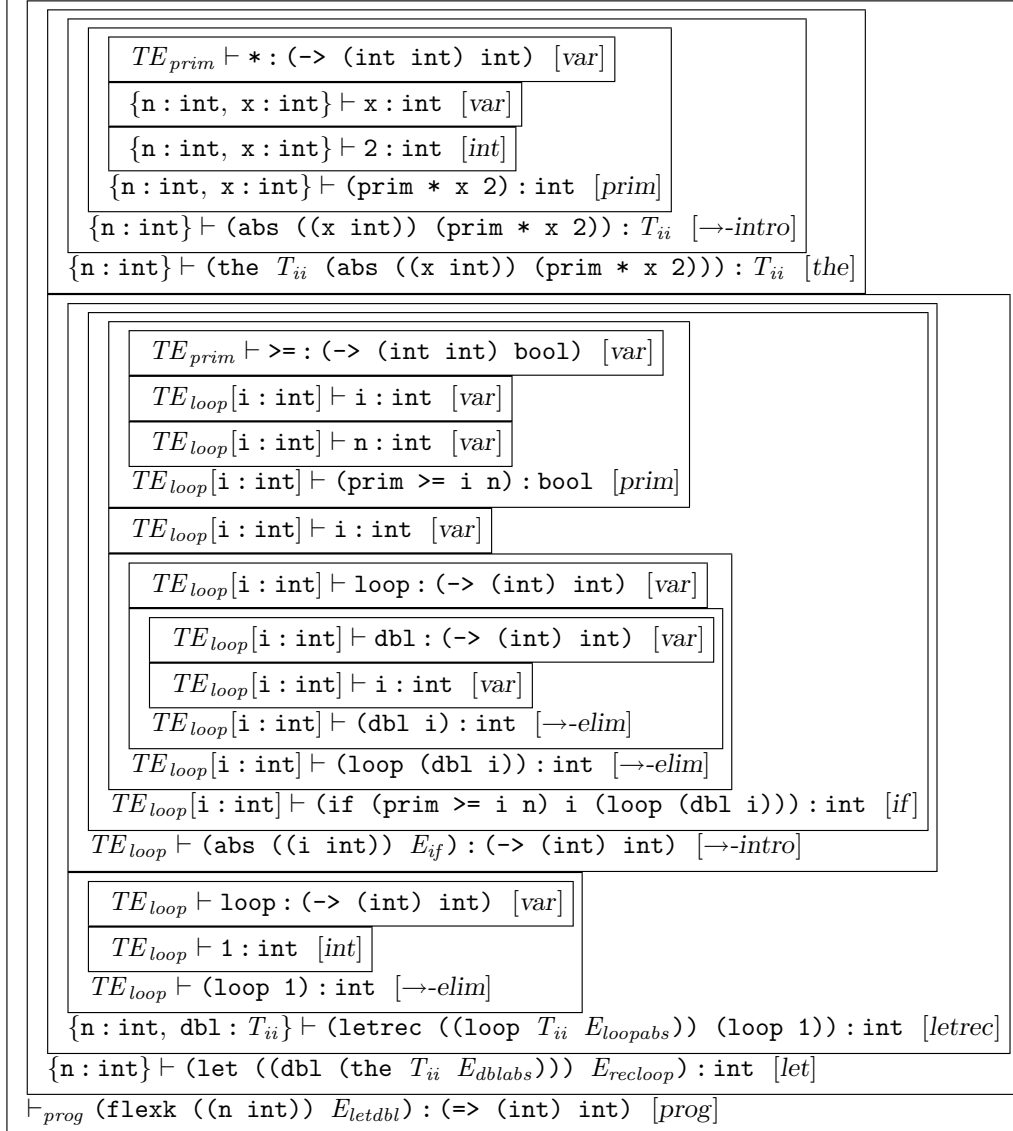 TE_prim ⊢ * : (-> (int int) int) [var]
{n : int, x : int} ⊢ x : int [var]
{n : int, x : int} ⊢ 2 : int [int]
{n : int, x : int} ⊢ (prim * x 2) : int [prim]
{n : int} ⊢ (abs ((x int)) (prim * x 2)) : T_ii [→-intro]
{n : int} ⊢ (the T_ii (abs ((x int)) (prim * x 2))) : T_ii [the]
TE_prim ⊢ >= : (-> (int int) bool) [var]
TE_loop[i : int] ⊢ i : int [var]
TE_loop[i : int] ⊢ n : int [var]
TE_loop[i : int] ⊢ (prim >= i n) : bool [prim]
TE_loop[i : int] ⊢ i : int [var]
TE_loop[i : int] ⊢ loop : (-> (int) int) [var]
TE_loop[i : int] ⊢ dbl : (-> (int) int) [var]
TE_loop[i : int] ⊢ i : int [var]
TE_loop[i : int] ⊢ (dbl i) : int [→-elim]
TE_loop[i : int] ⊢ (loop (dbl i)) : int [→-elim]
TE_loop[i : int] ⊢ (if (prim >= i n) i (loop (dbl i))) : int [if]
TE_loop ⊢ (abs ((i int)) E_if) : (-> (int) int) [→-intro]
TE_loop ⊢ loop : (-> (int) int) [var]
TE_loop ⊢ 1 : int [int]
TE_loop ⊢ (loop 1) : int [→-elim]
{n : int, dbl : T_ii} ⊢ (letrec ((loop T_ii E_loopabs)) (loop 1)) : int [letrec]
{n : int} ⊢ (let ((dbl (the T_ii E_dblabs))) E_recloop) : int [let]
⊢_prog (flexk ((n int)) E_letdbl) : (=> (int) int) [prog]